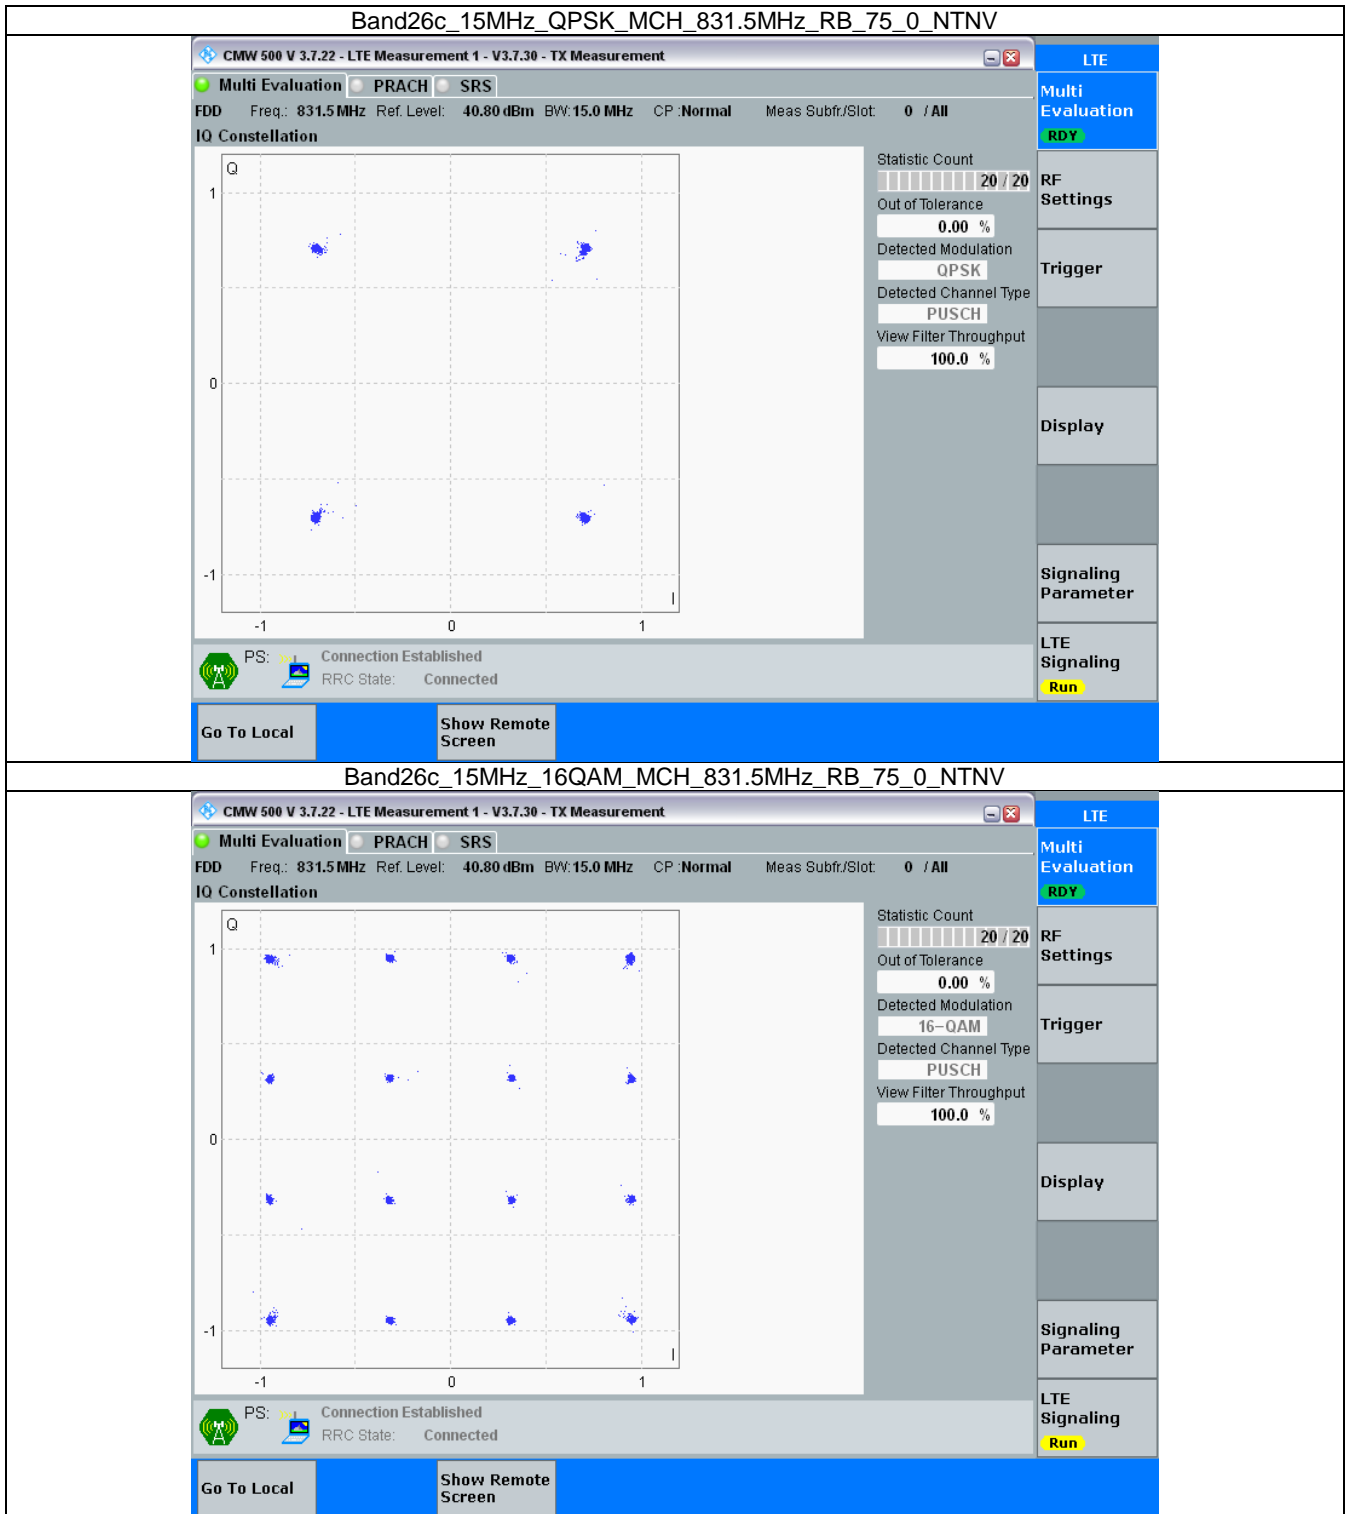 Band26c_15MHz_QPSK_MCH_831.5MHz_RB_75_0_NTNV
CMW 500 V 3.7.22 - LTE Measurement 1 - V3.7.30 - TX Measurement
LTE
Multi Evaluation PRACH SRS
Multi
Evaluation
RDY
FDD Freq.: 831.5 MHz Ref. Level: 40.80 dBm BW: 15.0 MHz CP : Normal Meas Subfr./Slot: 0 / All
IQ Constellation
Q
1
0
-1
-1 0 1
I
Statistic Count
20 / 20
Out of Tolerance
0.00 %
Detected Modulation
QPSK
Detected Channel Type
PUSCH
View Filter Throughput
100.0 %
RF
Settings
Trigger
Display
Signaling
Parameter
LTE
Signaling
Run
PS: Connection Established
RRC State: Connected
Go To Local
Show Remote
Screen
Band26c_15MHz_16QAM_MCH_831.5MHz_RB_75_0_NTNV
CMW 500 V 3.7.22 - LTE Measurement 1 - V3.7.30 - TX Measurement
LTE
Multi Evaluation PRACH SRS
Multi
Evaluation
RDY
FDD Freq.: 831.5 MHz Ref. Level: 40.80 dBm BW: 15.0 MHz CP : Normal Meas Subfr./Slot: 0 / All
IQ Constellation
Q
1
0
-1
-1 0 1
I
Statistic Count
20 / 20
Out of Tolerance
0.00 %
Detected Modulation
16-QAM
Detected Channel Type
PUSCH
View Filter Throughput
100.0 %
RF
Settings
Trigger
Display
Signaling
Parameter
LTE
Signaling
Run
PS: Connection Established
RRC State: Connected
Go To Local
Show Remote
Screen